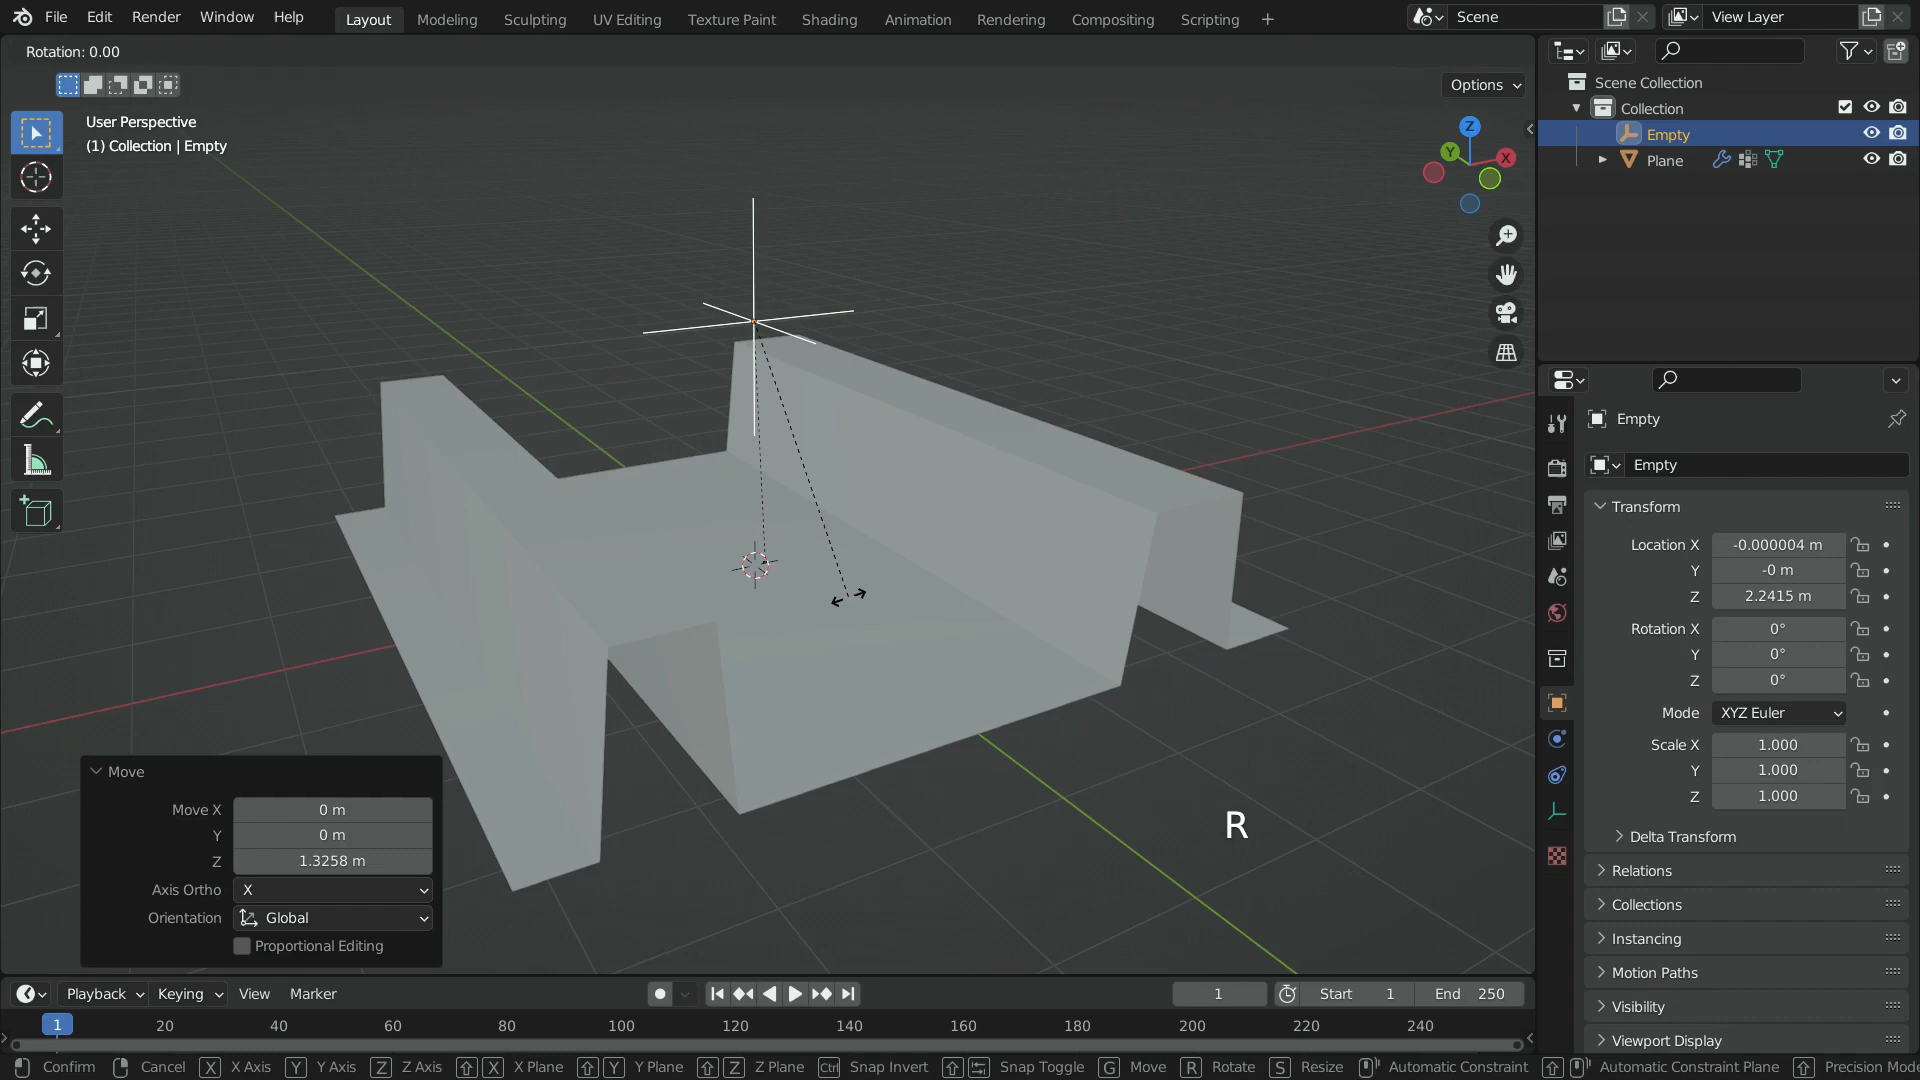 File Edit Render Window Help Layout Modeling Sculpting UV Editing Texture Paint Shading Animation Rendering Compositing Scripting + Scene View Layer
Rotation: 0.00
Options
User Perspective
(1) Collection | Empty
Z
Y
X
Scene Collection
Collection
Empty
Plane
Empty
Empty
Transform
Location X -0.000004 m
Y -0 m
Z 2.2415 m
Rotation X 0°
Y 0°
Z 0°
Mode XYZ Euler
Scale X 1.000
Y 1.000
Z 1.000
Delta Transform
Relations
Collections
Instancing
Motion Paths
Visibility
Viewport Display
R
Move
Move X 0 m
Y 0 m
Z 1.3258 m
Axis Ortho X
Orientation Global
Proportional Editing
Playback Keying View Marker 1 Start 1 End 250
1 20 40 60 80 100 120 140 160 180 200 220 240
Confirm Cancel X X Axis Y Y Axis Z Z Axis X X Plane Y Y Plane Z Z Plane Ctrl Snap Invert Snap Toggle G Move R Rotate S Resize Automatic Constraint Automatic Constraint Plane Precision Mode